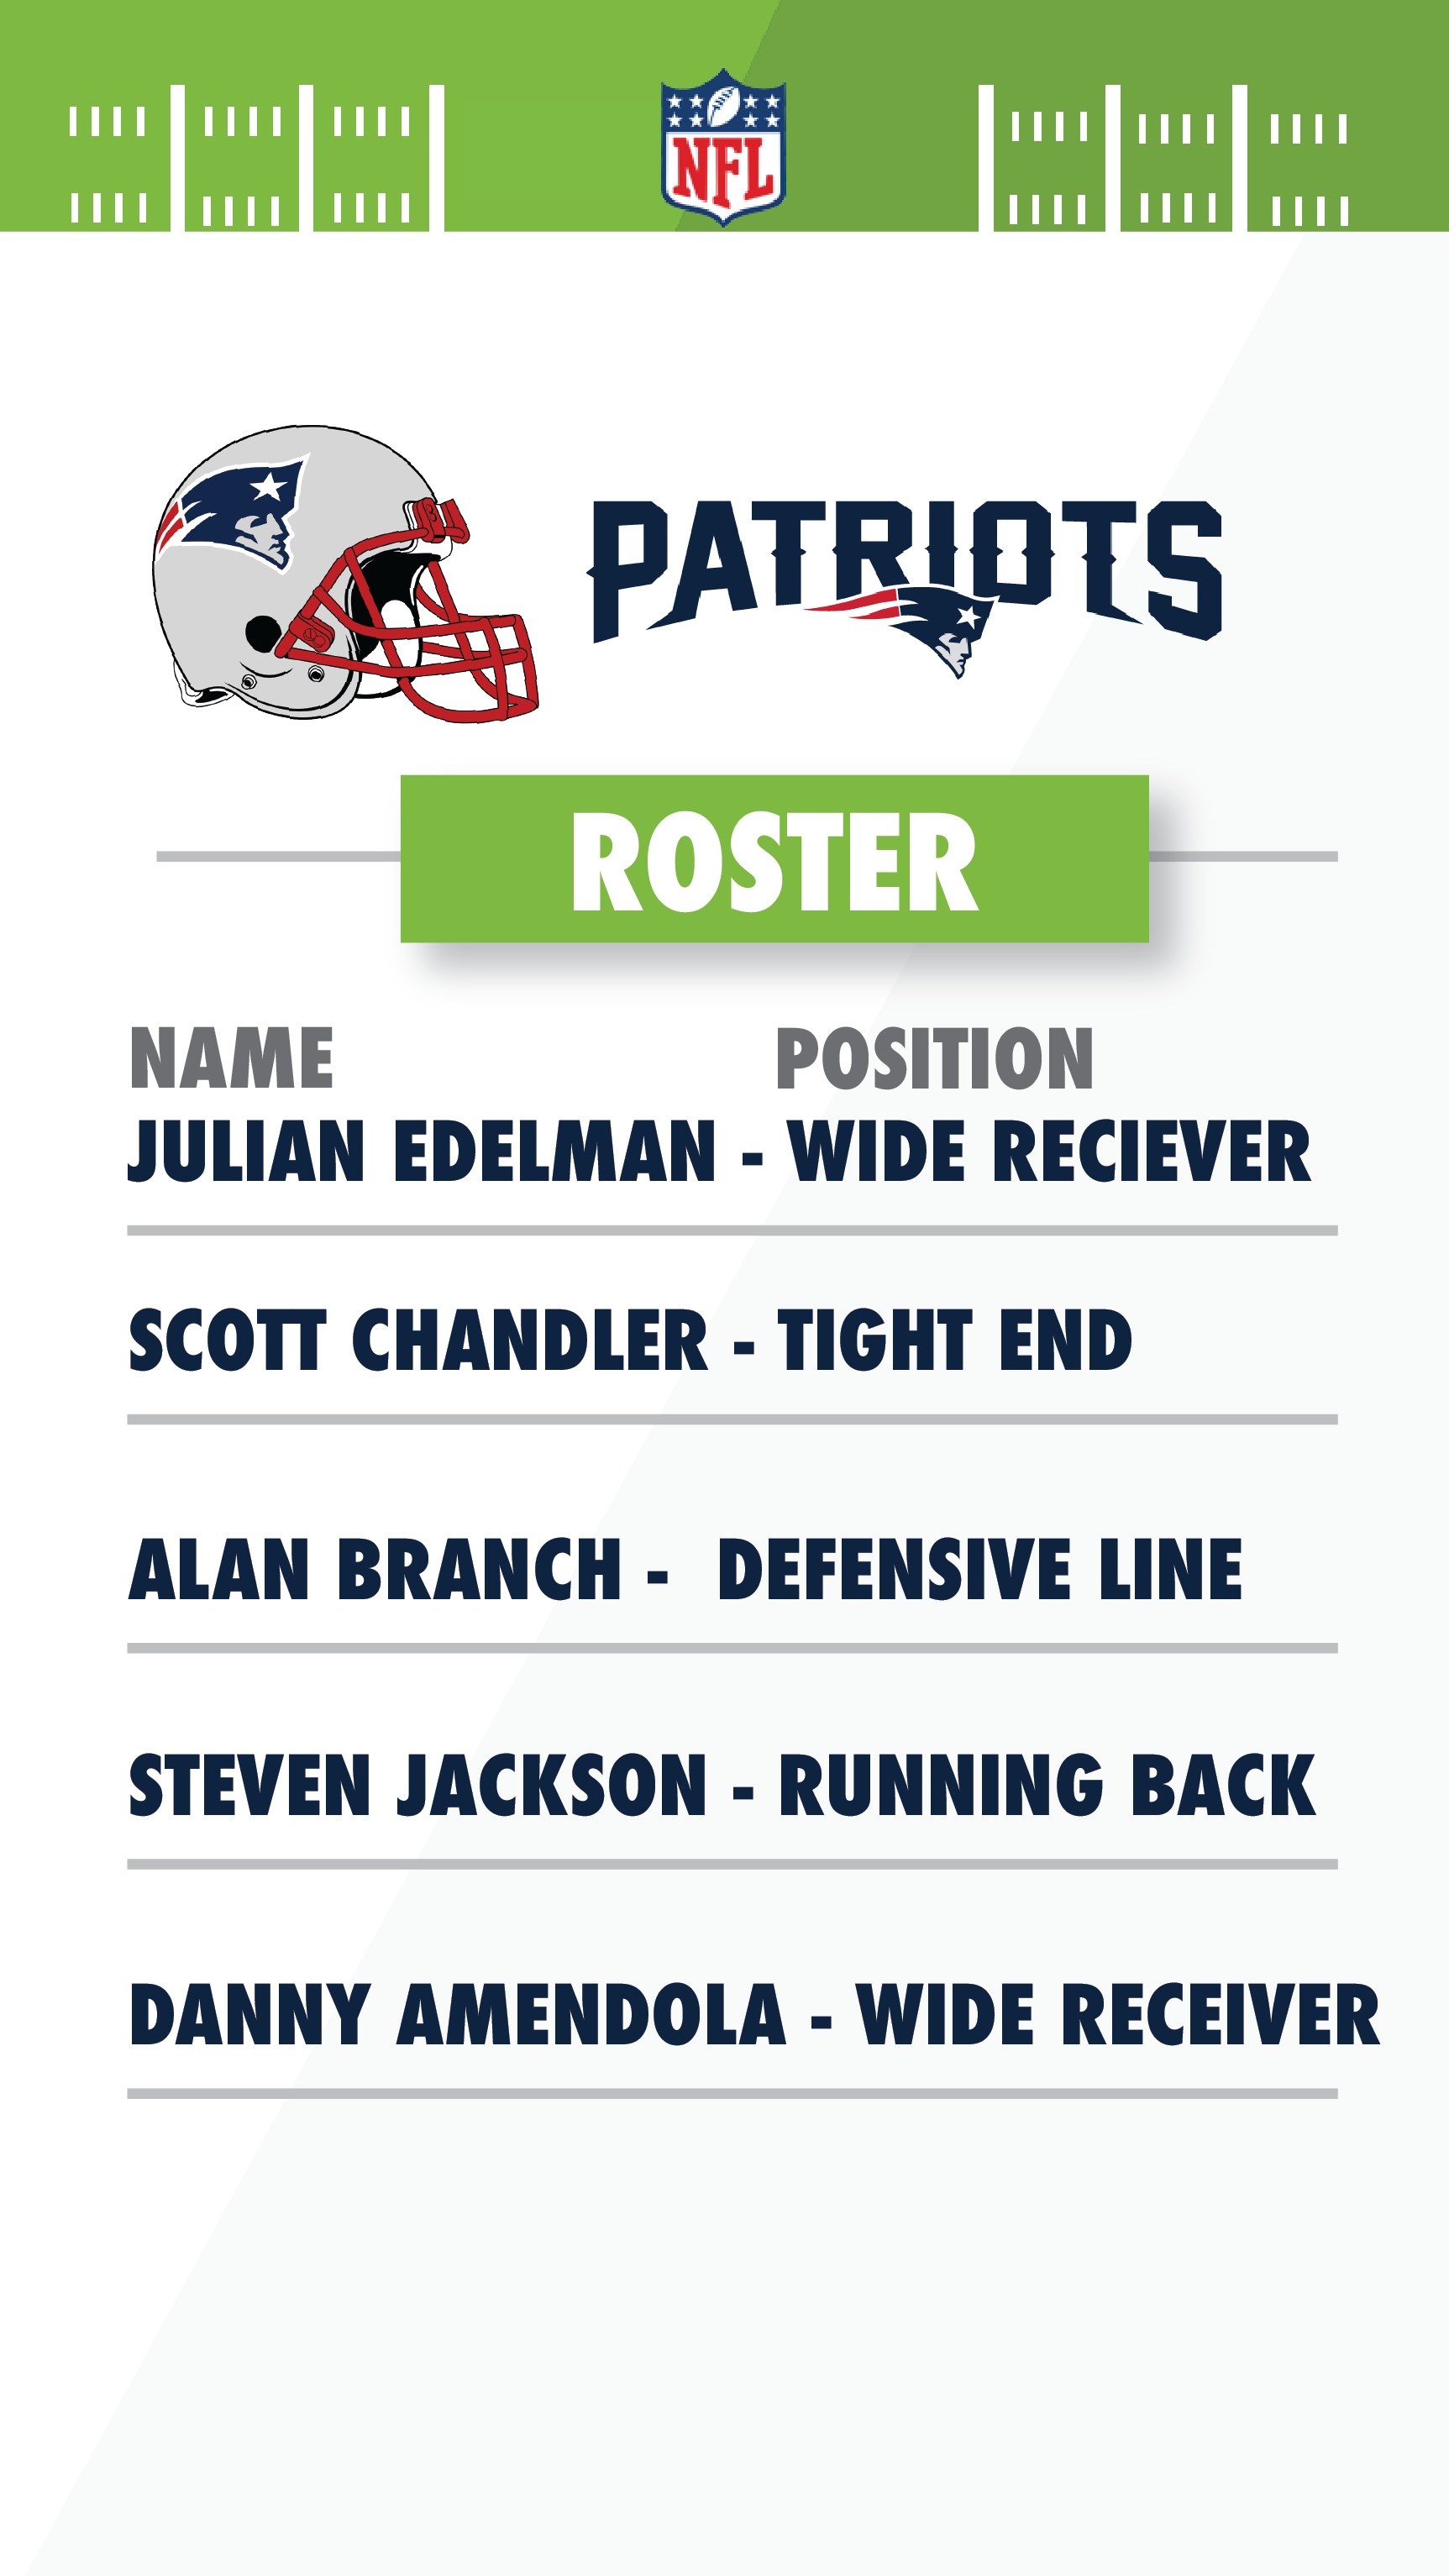 NFL
PATRIOTS
ROSTER
NAME POSITION
JULIAN EDELMAN - WIDE RECIEVER
SCOTT CHANDLER - TIGHT END
ALAN BRANCH - DEFENSIVE LINE
STEVEN JACKSON - RUNNING BACK
DANNY AMENDOLA - WIDE RECEIVER